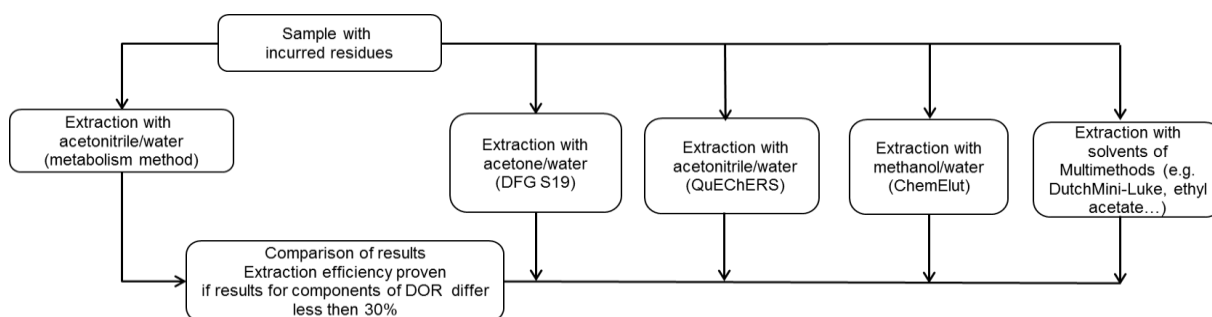 Sample with
incurred residues
Extraction with
acetonitrile/water
(metabolism method)
Extraction with
acetone/water
(DFG S19)
Extraction with
acetonitrile/water
(QuEChERS)
Extraction with
methanol/water
(ChemElut)
Extraction with
solvents of
Multimethods (e.g.
DutchMini-Luke, ethyl
acetate…)
Comparison of results
Extraction efficiency proven
if results for components of DOR differ
less then 30%